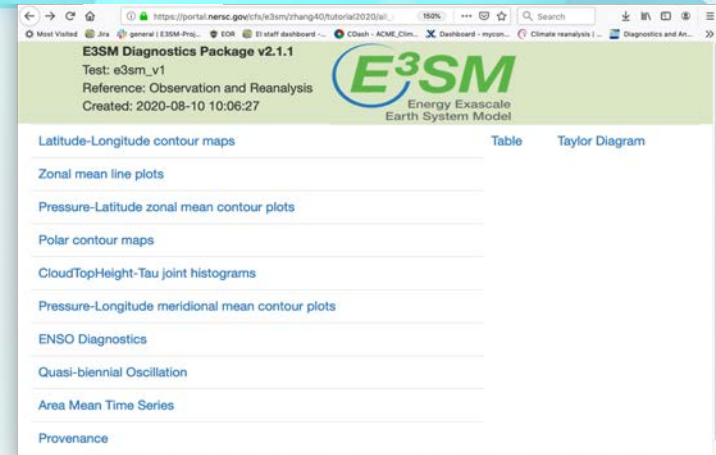 https://portal.nersc.gov/cfs/e3sm/zhang40/tutorial2020/all_
150%
Search
Most Visited
Jira
general | E3SM-Proj...
EOR
EI staff dashboard -...
CDash - ACME_Clim...
Dashboard - mycon...
Climate reanalysis | ...
Diagnostics and An...
E3SM Diagnostics Package v2.1.1
Test: e3sm_v1
Reference: Observation and Reanalysis
Created: 2020-08-10 10:06:27
E3SM
Energy Exascale
Earth System Model
Latitude-Longitude contour maps
Table
Taylor Diagram
Zonal mean line plots
Pressure-Latitude zonal mean contour plots
Polar contour maps
CloudTopHeight-Tau joint histograms
Pressure-Longitude meridional mean contour plots
ENSO Diagnostics
Quasi-biennial Oscillation
Area Mean Time Series
Provenance